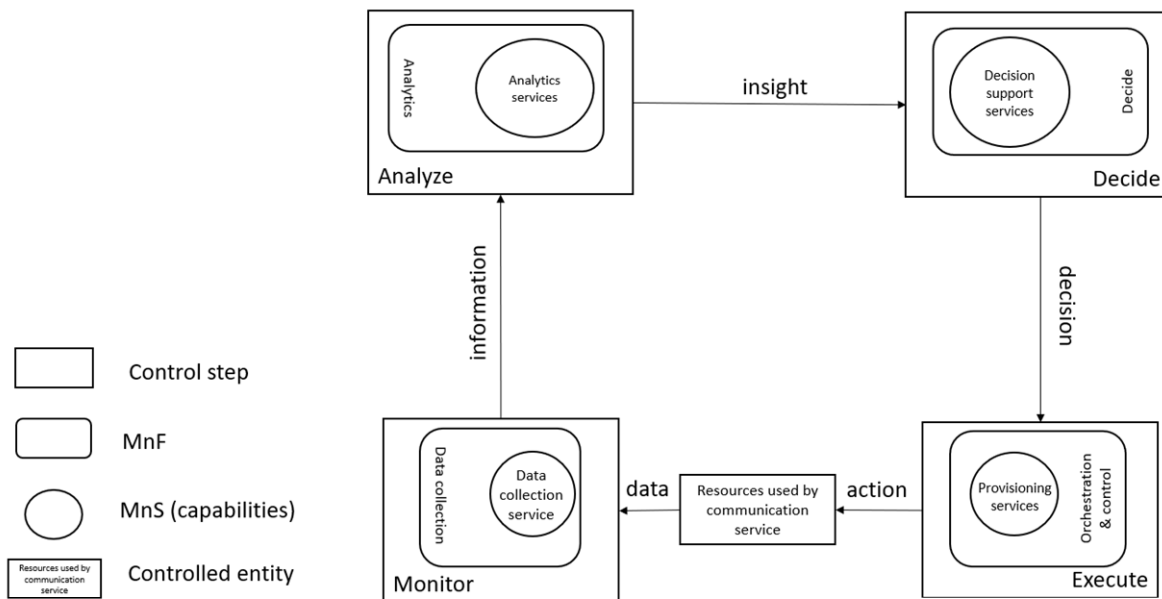 Analytics
Analytics
services
Analyze
insight
Decision
support
services
Decide
Decide
information
decision
Control step
MnF
MnS (capabilities)
Resources used by
communication
service
Controlled entity
Data collection
Data
collection
service
Monitor
data
Resources used by
communication
service
action
Provisioning
services
Orchestration
& control
Execute